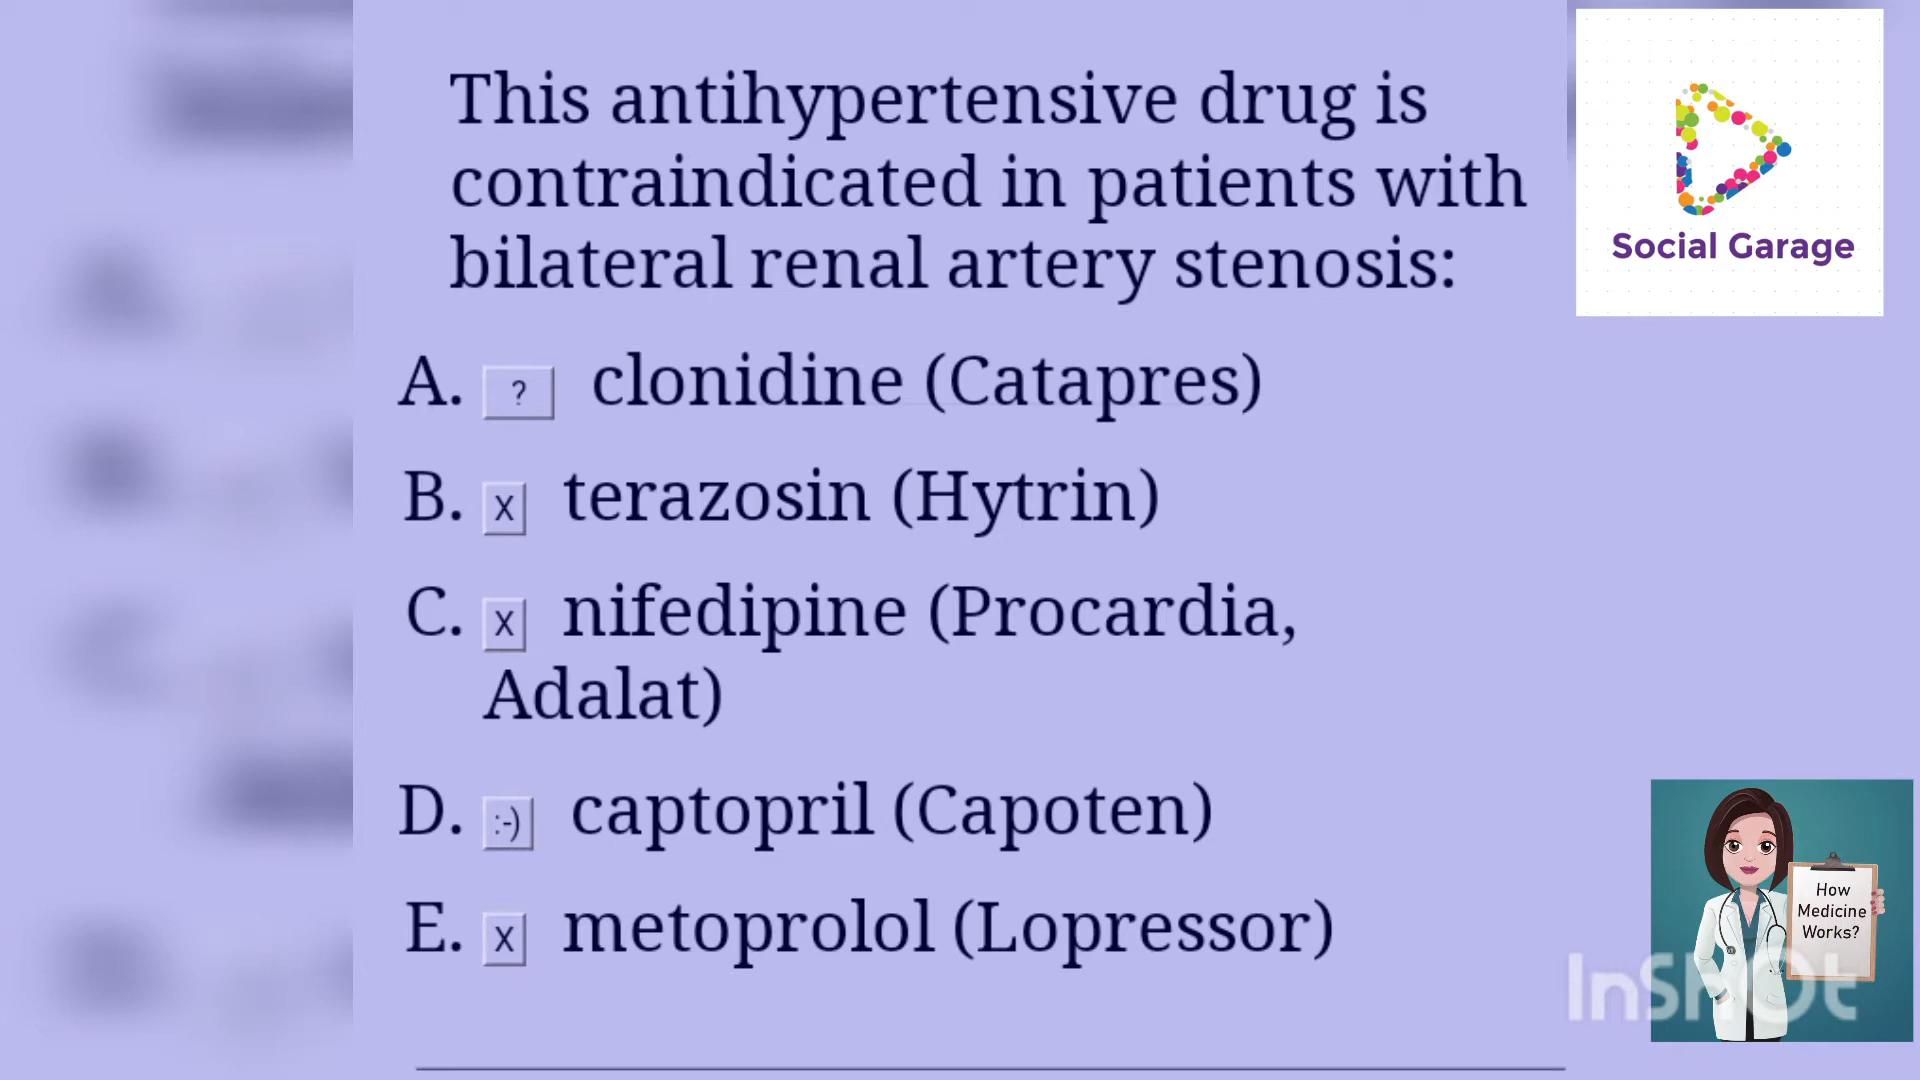 This antihypertensive drug is
contraindicated in patients with
bilateral renal artery stenosis:
A. ? clonidine (Catapres)
B. X terazosin (Hytrin)
C. X nifedipine (Procardia,
Adalat)
D. :-) captopril (Capoten)
E. X metoprolol (Lopressor)
Social Garage
How
Medicine
Works?
InShOt